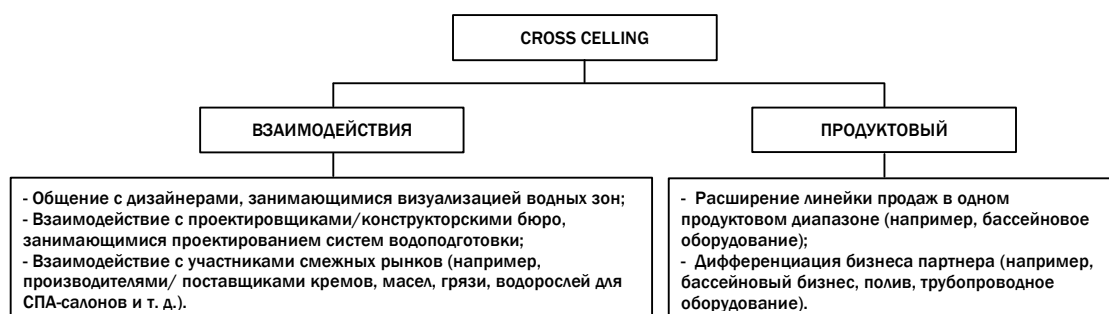 CROSS CELLING
ВЗАИМОДЕЙСТВИЯ
- Общение с дизайнерами, занимающимися визуализацией водных зон;
- Взаимодействие с проектировщиками/конструкторскими бюро,
занимающимися проектированием систем водоподготовки;
- Взаимодействие с участниками смежных рынков (например,
производителями/ поставщиками кремов, масел, грязи, водорослей для
СПА-салонов и т. д.).
ПРОДУКТОВЫЙ
- Расширение линейки продаж в одном
продуктовом диапазоне (например, бассейновое
оборудование);
- Дифференциация бизнеса партнера (например,
бассейновый бизнес, полив, трубопроводное
оборудование).